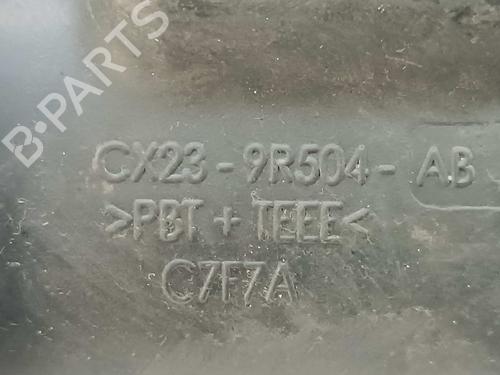 B-PARTS
CX23-9R504-AB
>PBT + TEEE<
C7F7A